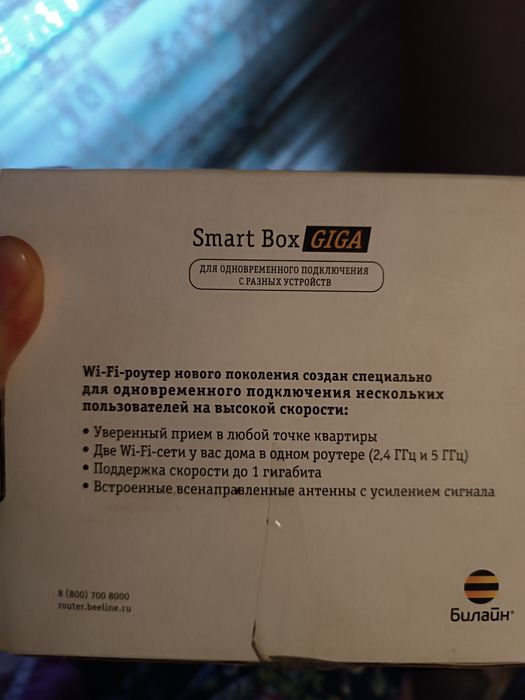 Smart Box GIGA
ДЛЯ ОДНОВРЕМЕННОГО ПОДКЛЮЧЕНИЯ
С РАЗНЫХ УСТРОЙСТВ
Wi-Fi-роутер нового поколения создан специально
для одновременного подключения нескольких
пользователей на высокой скорости:
• Уверенный прием в любой точке квартиры
• Две Wi-Fi-сети у вас дома в одном роутере (2,4 ГГц и 5 ГГц)
• Поддержка скорости до 1 гигабита
• Встроенные всенаправленные антенны с усилением сигнала
8 (800) 700 8000
router.beeline.ru
Билайн®